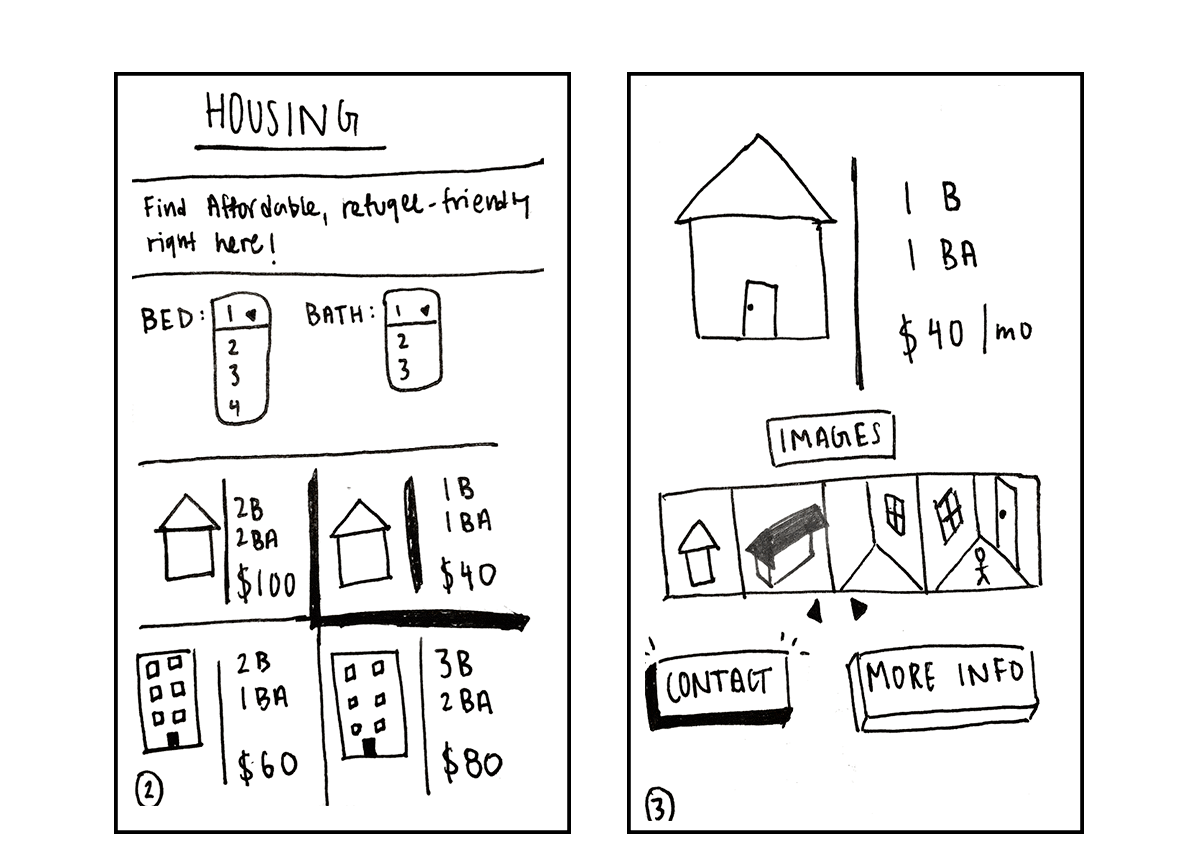 HOUSING
Find Affordable, refugee-friendly
right here!
BED: 1
2
3
4
BATH: 1
2
3
2B
2BA
$100
1B
1BA
$40
2B
1BA
$60
3B
2BA
$80
2
1 B
1 BA
$40/mo
IMAGES
CONTACT
MORE INFO
3